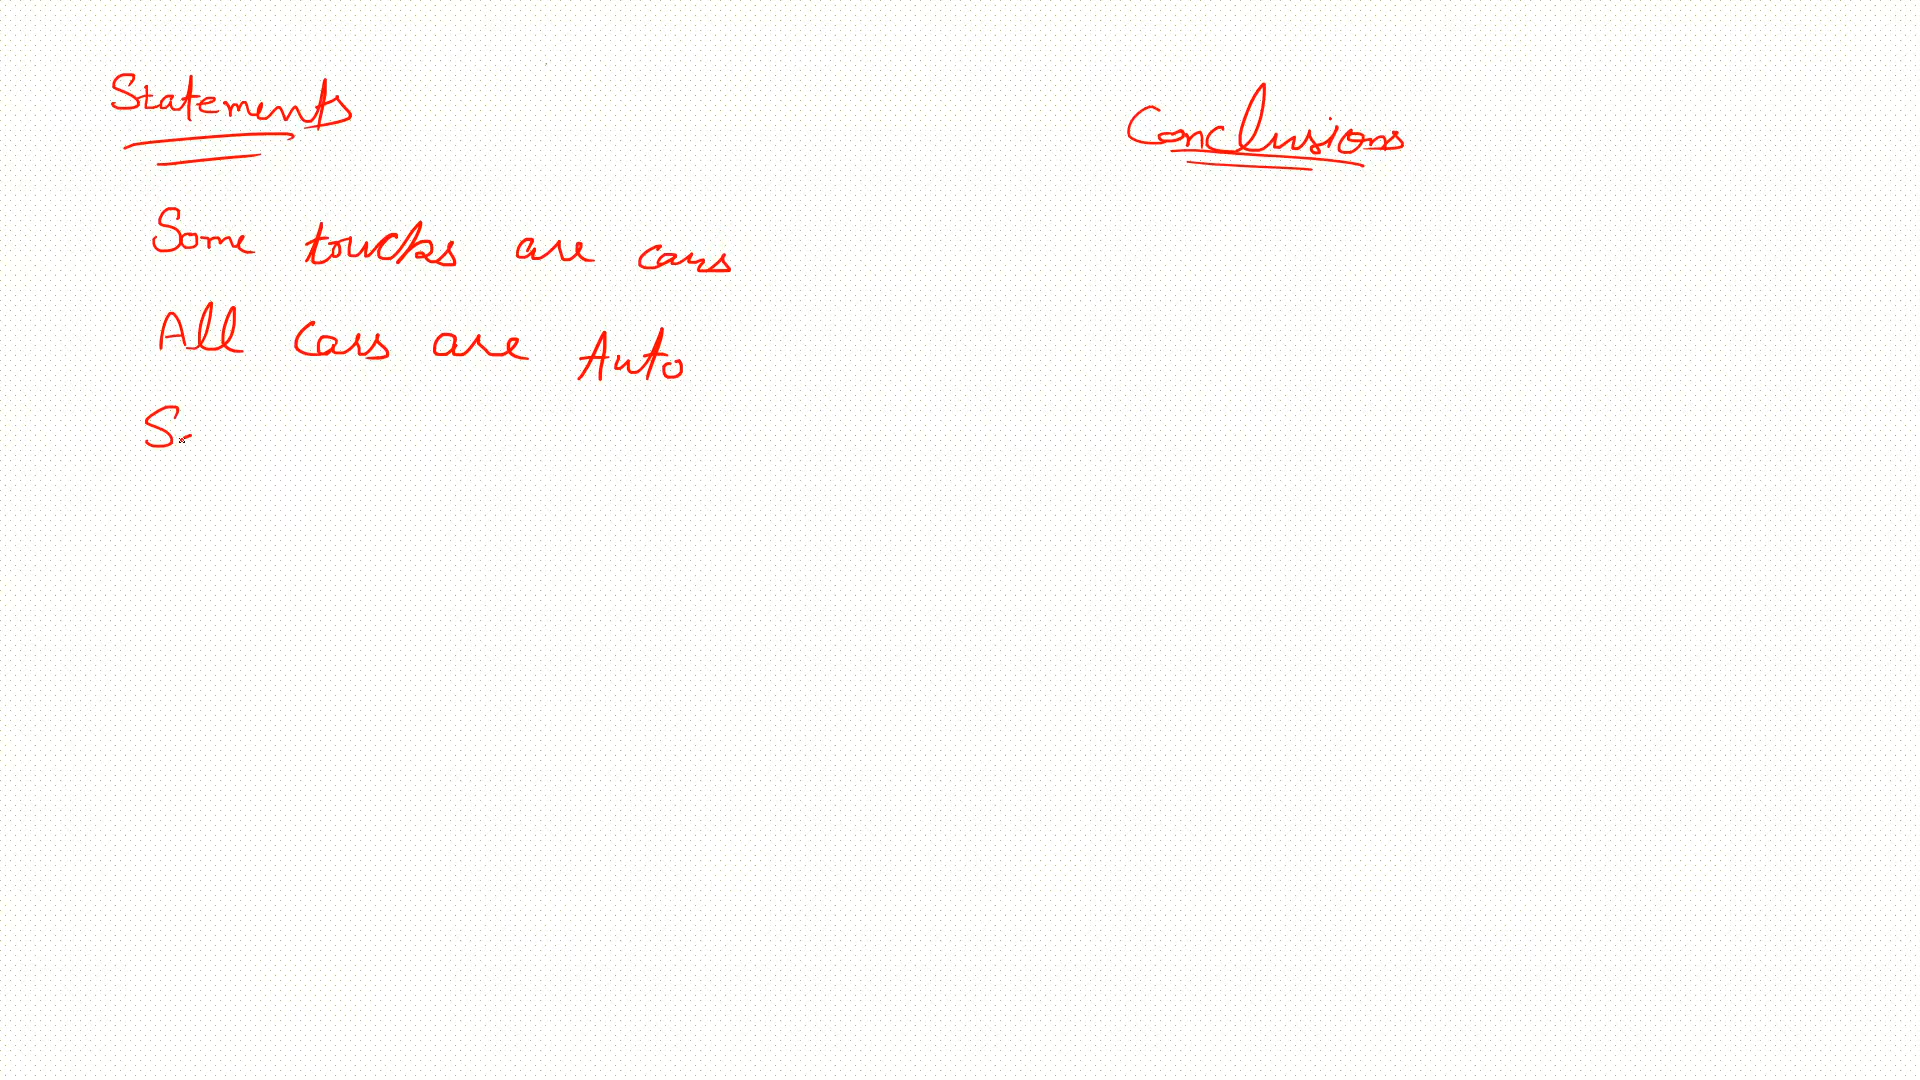 Statements
Conclusions
Some trucks are cars
All Cars are Auto
S